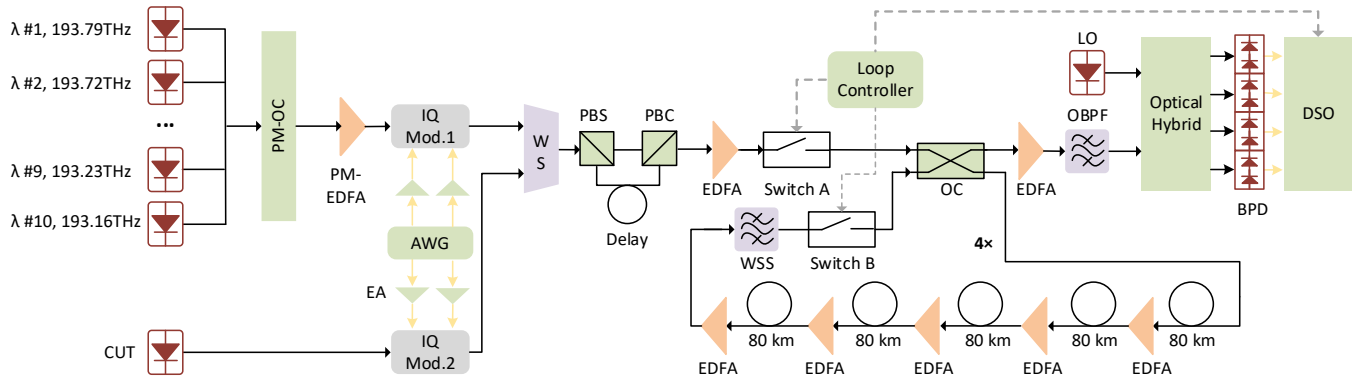 λ #1, 193.79THz
λ #2, 193.72THz
...
λ #9, 193.23THz
λ #10, 193.16THz
CUT
PM-OC
PM-
EDFA
IQ
Mod.1
AWG
EA
IQ
Mod.2
W
S
PBS
PBC
Delay
EDFA
Switch A
Loop
Controller
OC
EDFA
OBPF
LO
Optical
Hybrid
BPD
DSO
WSS
Switch B
4×
EDFA
80 km
EDFA
80 km
EDFA
80 km
EDFA
80 km
EDFA
80 km